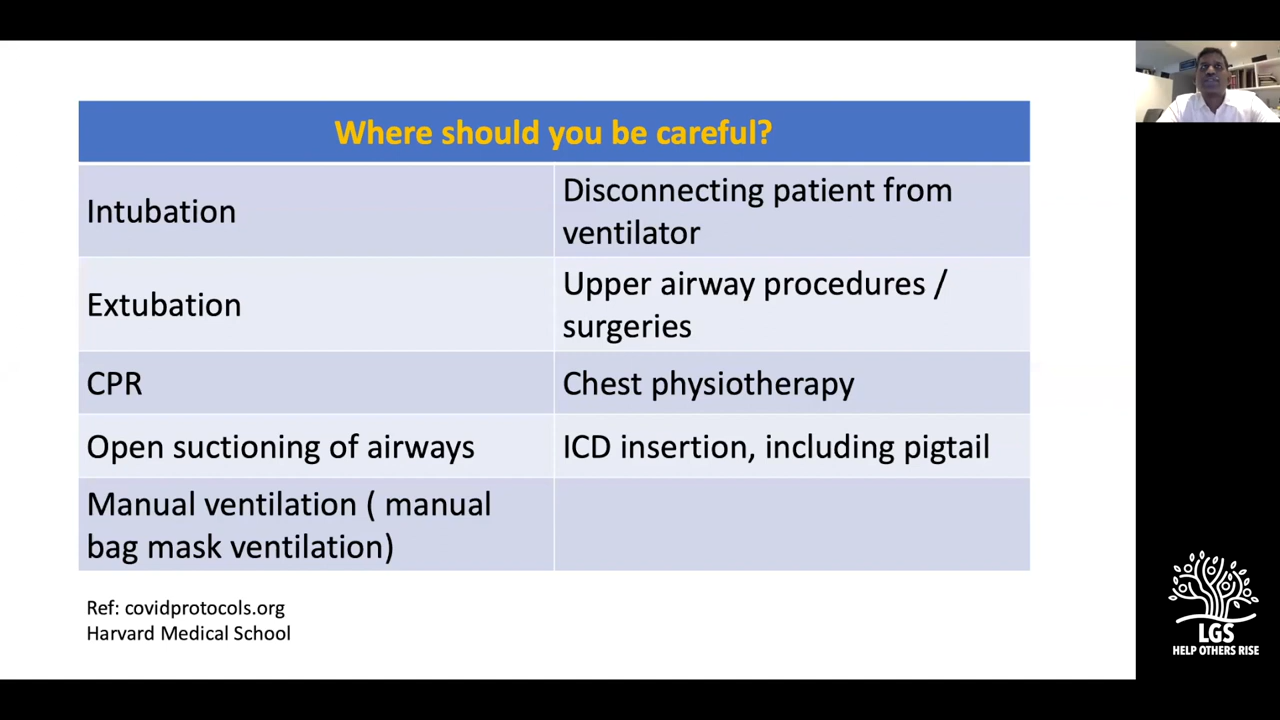 Where should you be careful?
Intubation
Disconnecting patient from
ventilator
Extubation
Upper airway procedures /
surgeries
CPR
Chest physiotherapy
Open suctioning of airways
ICD insertion, including pigtail
Manual ventilation ( manual
bag mask ventilation)
Ref: covidprotocols.org
Harvard Medical School
LGS
HELP OTHERS RISE